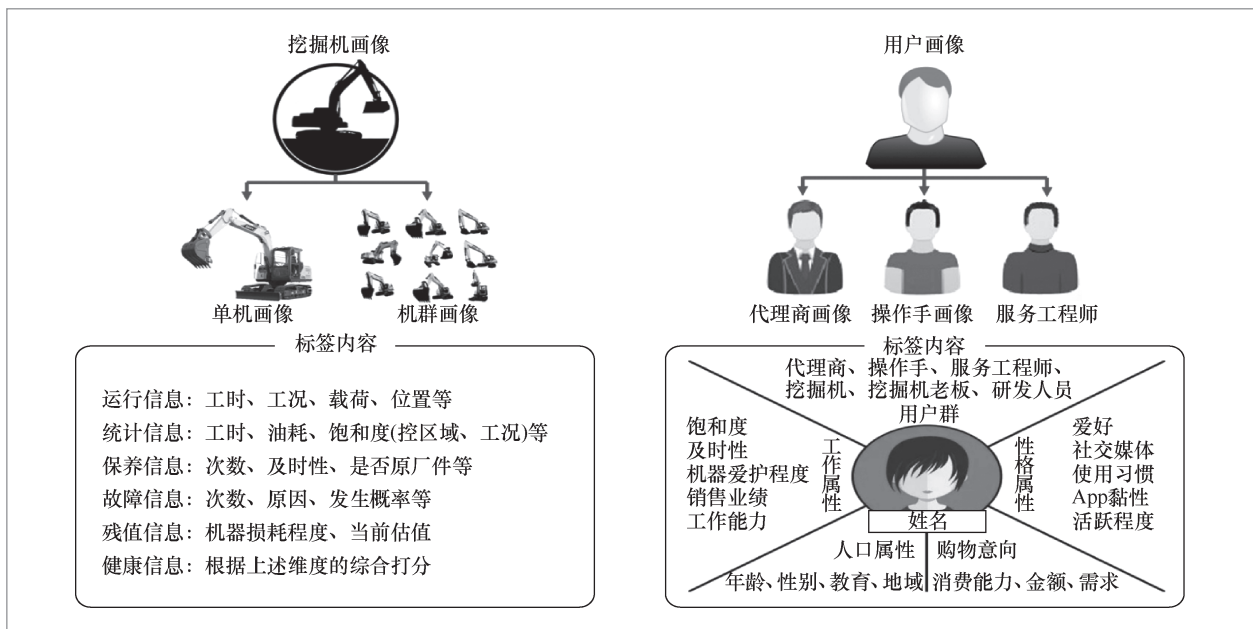 挖掘机画像
单机画像
机群画像
标签内容
运行信息：工时、工况、载荷、位置等
统计信息：工时、油耗、饱和度(控区域、工况)等
保养信息：次数、及时性、是否原厂件等
故障信息：次数、原因、发生概率等
残值信息：机器损耗程度、当前估值
健康信息：根据上述维度的综合打分
用户画像
代理商画像
操作手画像
服务工程师
标签内容
代理商、操作手、服务工程师、
挖掘机、挖掘机老板、研发人员
用户群
饱和度
及时性
机器爱护程度
销售业绩
工作能力
工作属性
性格属性
爱好
社交媒体
使用习惯
App黏性
活跃程度
姓名
人口属性
购物意向
年龄、性别、教育、地域
消费能力、金额、需求